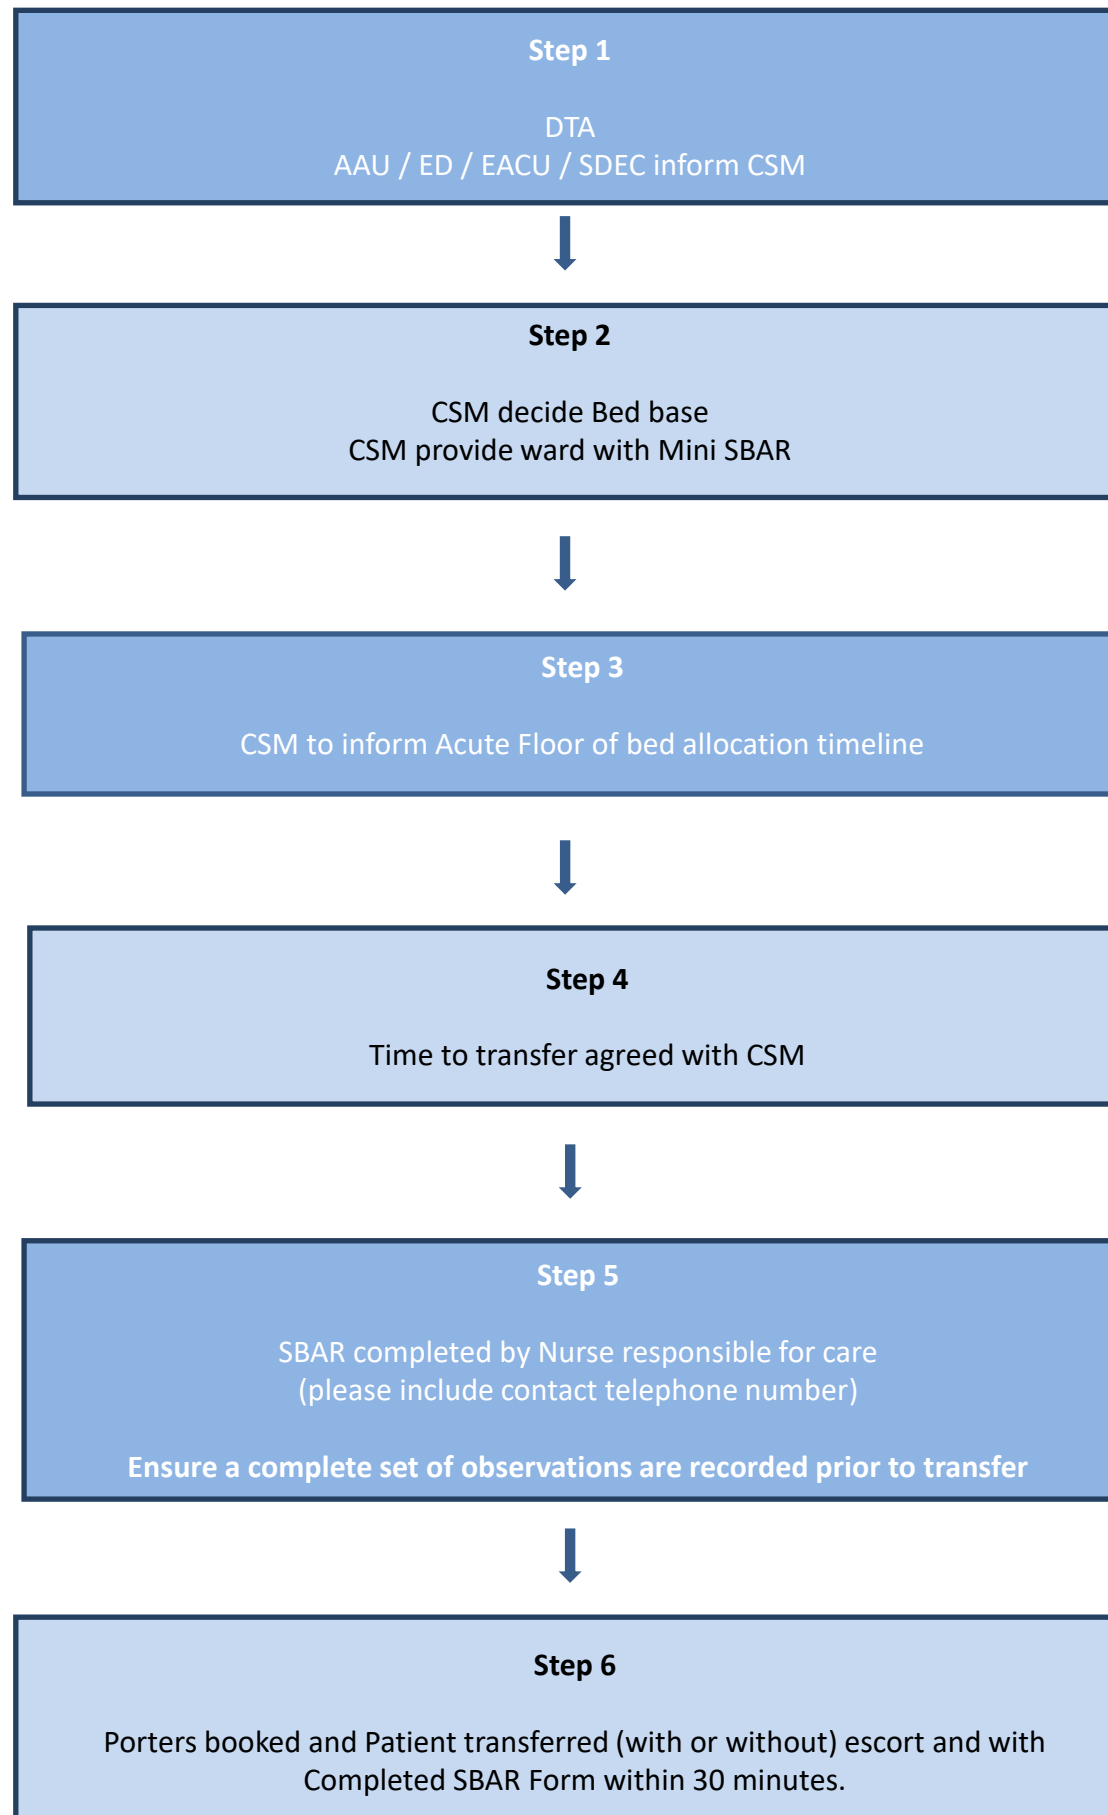 Step 1
DTA
AAU / ED / EACU / SDEC inform CSM
Step 2
CSM decide Bed base
CSM provide ward with Mini SBAR
Step 3
CSM to inform Acute Floor of bed allocation timeline
Step 4
Time to transfer agreed with CSM
Step 5
SBAR completed by Nurse responsible for care
(please include contact telephone number)
Ensure a complete set of observations are recorded prior to transfer
Step 6
Porters booked and Patient transferred (with or without) escort and with
Completed SBAR Form within 30 minutes.